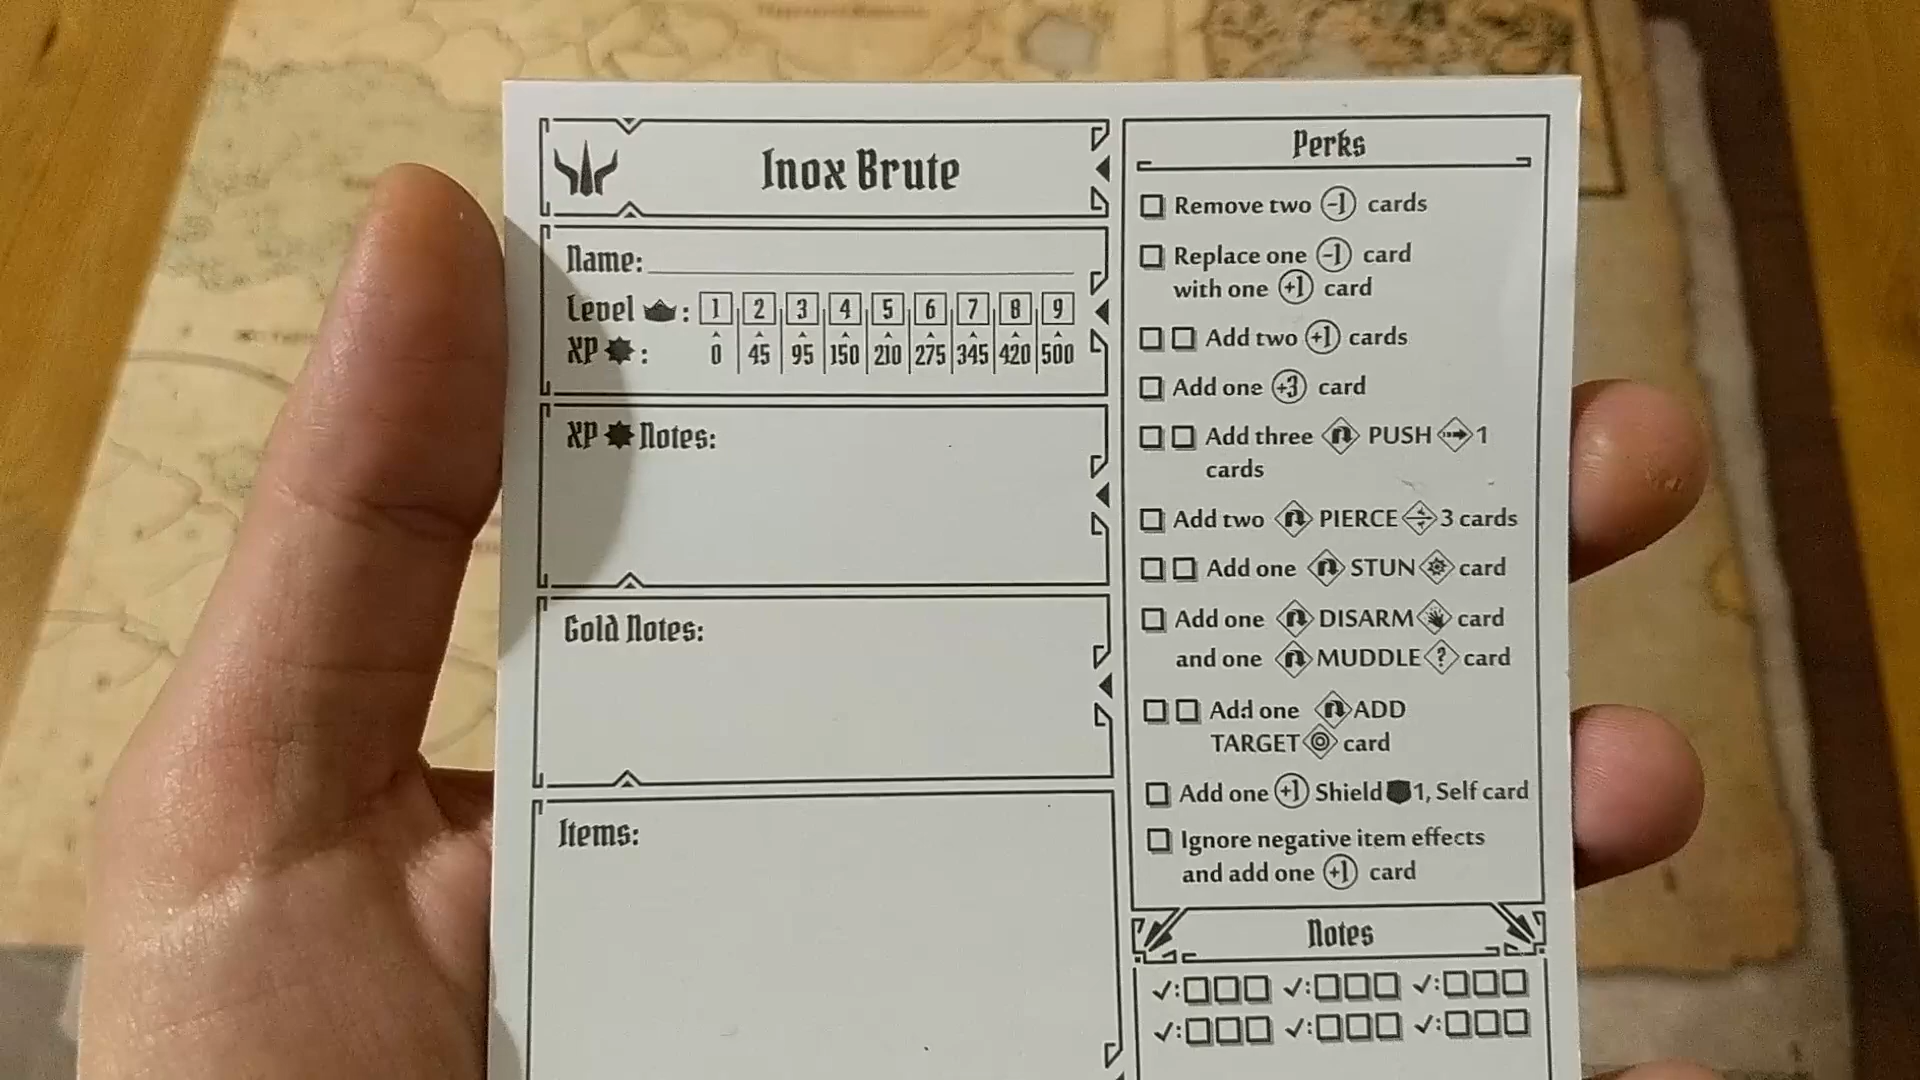 Inox Brute
Name:
Level : 1 2 3 4 5 6 7 8 9
XP : 0 45 95 150 210 275 345 420 500
XP Notes:
Gold Notes:
Items:
Perks
Remove two -1 cards
Replace one -1 card
with one +1 card
Add two +1 cards
Add one +3 card
Add three PUSH 1
cards
Add two PIERCE 3 cards
Add one STUN card
Add one DISARM card
and one MUDDLE ? card
Add one ADD
TARGET card
Add one +1 Shield 1, Self card
Ignore negative item effects
and add one +1 card
Notes
✓: ✓: ✓:
✓: ✓: ✓: